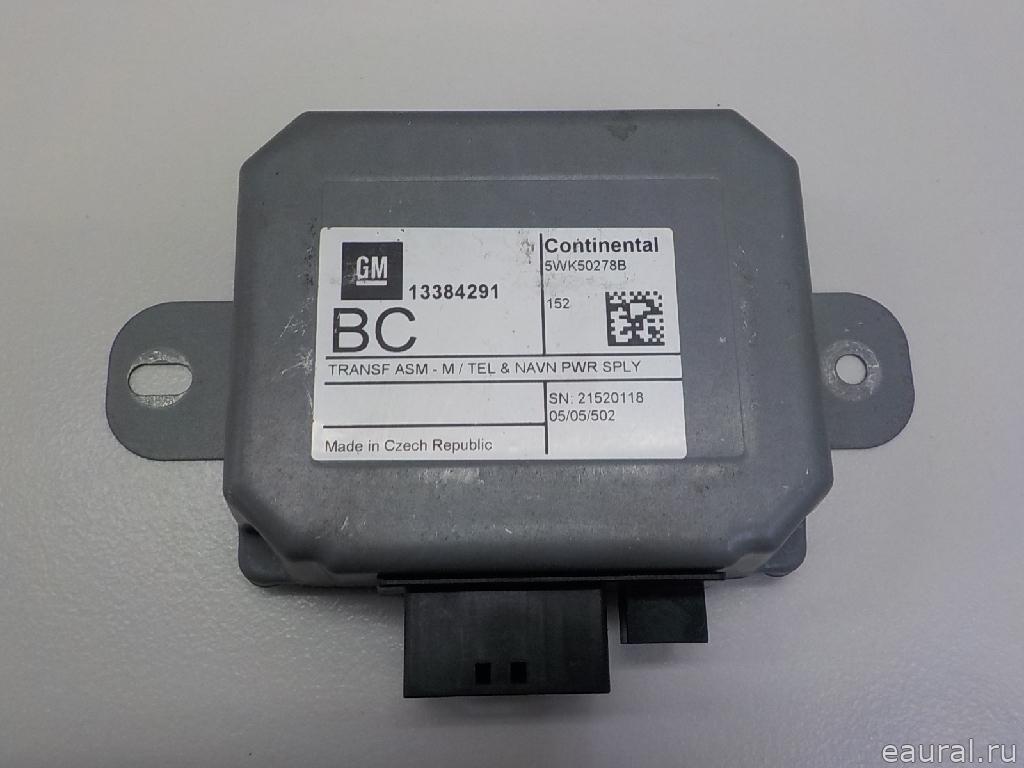 GM
13384291
BC
Continental
5WK50278B
152
TRANSF ASM - M / TEL & NAVN PWR SPLY
SN: 21520118
05/05/502
Made in Czech Republic
eaural.ru